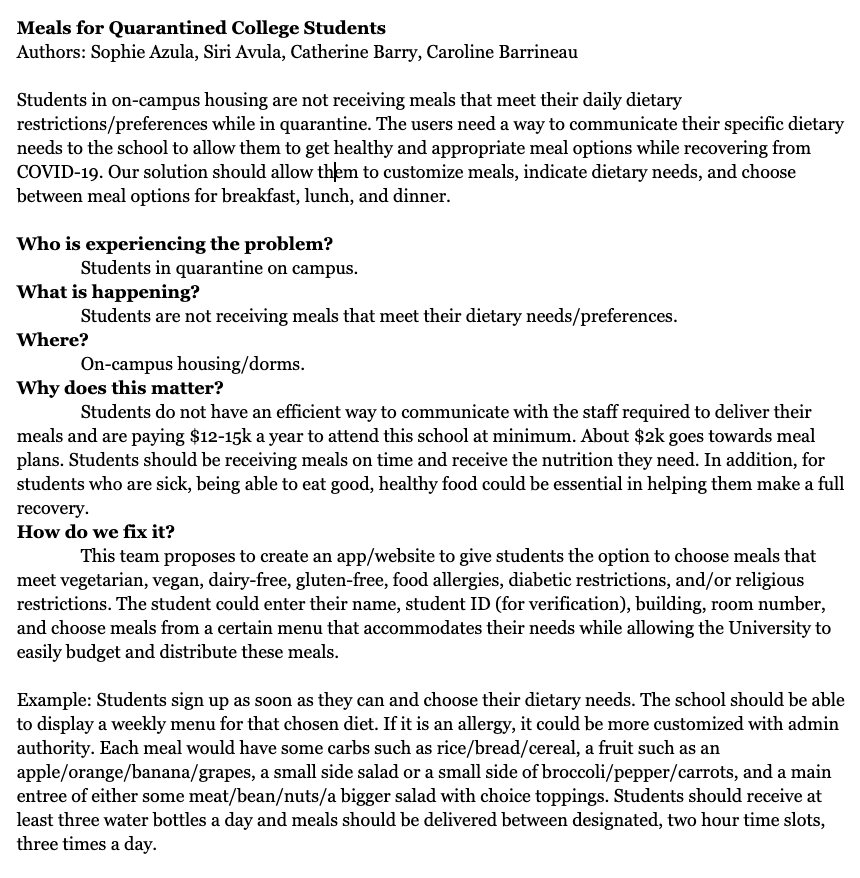 Meals for Quarantined College Students
Authors: Sophie Azula, Siri Avula, Catherine Barry, Caroline Barrineau
Students in on-campus housing are not receiving meals that meet their daily dietary
restrictions/preferences while in quarantine. The users need a way to communicate their specific dietary
needs to the school to allow them to get healthy and appropriate meal options while recovering from
COVID-19. Our solution should allow them to customize meals, indicate dietary needs, and choose
between meal options for breakfast, lunch, and dinner.
Who is experiencing the problem?
Students in quarantine on campus.
What is happening?
Students are not receiving meals that meet their dietary needs/preferences.
Where?
On-campus housing/dorms.
Why does this matter?
Students do not have an efficient way to communicate with the staff required to deliver their
meals and are paying $12-15k a year to attend this school at minimum. About $2k goes towards meal
plans. Students should be receiving meals on time and receive the nutrition they need. In addition, for
students who are sick, being able to eat good, healthy food could be essential in helping them make a full
recovery.
How do we fix it?
This team proposes to create an app/website to give students the option to choose meals that
meet vegetarian, vegan, dairy-free, gluten-free, food allergies, diabetic restrictions, and/or religious
restrictions. The student could enter their name, student ID (for verification), building, room number,
and choose meals from a certain menu that accommodates their needs while allowing the University to
easily budget and distribute these meals.
Example: Students sign up as soon as they can and choose their dietary needs. The school should be able
to display a weekly menu for that chosen diet. If it is an allergy, it could be more customized with admin
authority. Each meal would have some carbs such as rice/bread/cereal, a fruit such as an
apple/orange/banana/grapes, a small side salad or a small side of broccoli/pepper/carrots, and a main
entree of either some meat/bean/nuts/a bigger salad with choice toppings. Students should receive at
least three water bottles a day and meals should be delivered between designated, two hour time slots,
three times a day.